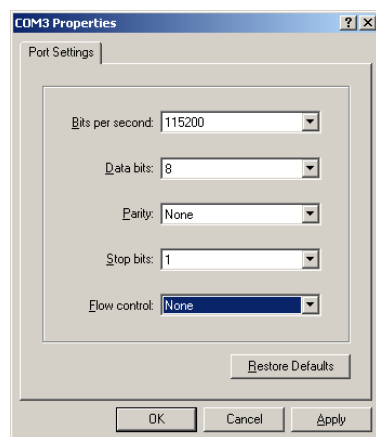 COM3 Properties
Port Settings
Bits per second: 115200
Data bits: 8
Parity: None
Stop bits: 1
Flow control: None
Restore Defaults
OK Cancel Apply